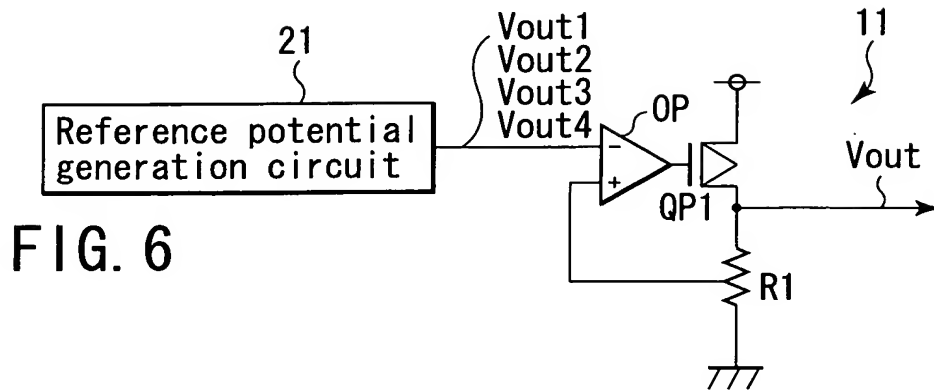 21
Vout1
Vout2
Vout3
Vout4
11
Reference potential
generation circuit
OP
-
+
QP1
Vout
R1
FIG. 6